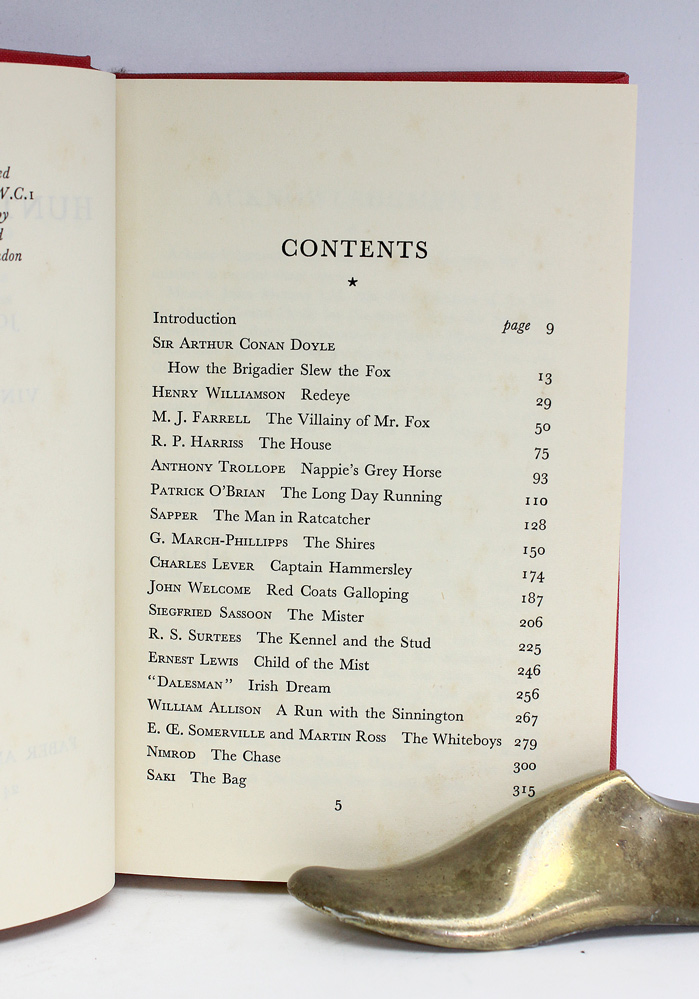 ed
W.C.1
by
d
ndon
CONTENTS
★
Introduction page 9
SIR ARTHUR CONAN DOYLE
How the Brigadier Slew the Fox 13
HENRY WILLIAMSON Redeye 29
M. J. FARRELL The Villainy of Mr. Fox 50
R. P. HARRISS The House 75
ANTHONY TROLLOPE Nappie's Grey Horse 93
PATRICK O'BRIAN The Long Day Running 110
SAPPER The Man in Ratcatcher 128
G. MARCH-PHILLIPPS The Shires 150
CHARLES LEVER Captain Hammersley 174
JOHN WELCOME Red Coats Galloping 187
SIEGFRIED SASSOON The Mister 206
R. S. SURTEES The Kennel and the Stud 225
ERNEST LEWIS Child of the Mist 246
"DALESMAN" Irish Dream 256
WILLIAM ALLISON A Run with the Sinnington 267
E. Œ. SOMERVILLE and MARTIN ROSS The Whiteboys 279
NIMROD The Chase 300
SAKI The Bag 315
5